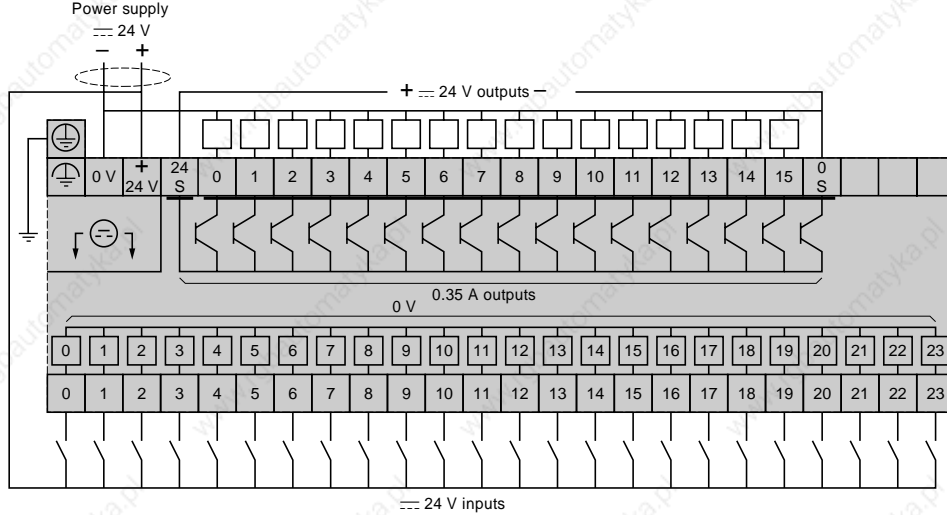 Power supply
⎓ 24 V
− +
+ ⎓ 24 V outputs −
0 V + 24 V 24 S 0 1 2 3 4 5 6 7 8 9 10 11 12 13 14 15 0 S
0.35 A outputs
0 V
0 1 2 3 4 5 6 7 8 9 10 11 12 13 14 15 16 17 18 19 20 21 22 23
0 1 2 3 4 5 6 7 8 9 10 11 12 13 14 15 16 17 18 19 20 21 22 23
⎓ 24 V inputs
www.rgbautomatyka.pl